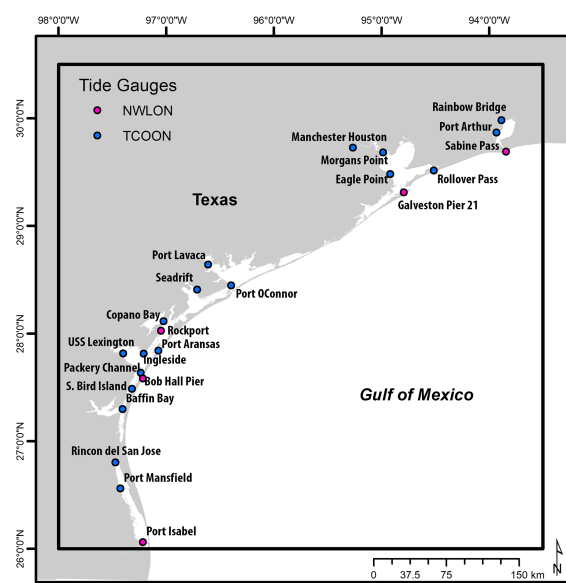 98°0'0"W 97°0'0"W 96°0'0"W 95°0'0"W 94°0'0"W
Tide Gauges
NWLON
TCOON
Rainbow Bridge
30°0'0"N
Port Arthur
Manchester Houston
Sabine Pass
Morgans Point
Eagle Point
Rollover Pass
Texas
Galveston Pier 21
29°0'0"N
Port Lavaca
Seadrift
Port OConnor
Copano Bay
28°0'0"N
Rockport
USS Lexington
Port Aransas
Ingleside
Packery Channel
Bob Hall Pier
S. Bird Island
Baffin Bay
Gulf of Mexico
27°0'0"N
Rincon del San Jose
Port Mansfield
Port Isabel
26°0'0"N
N
0 37.5 75 150 km